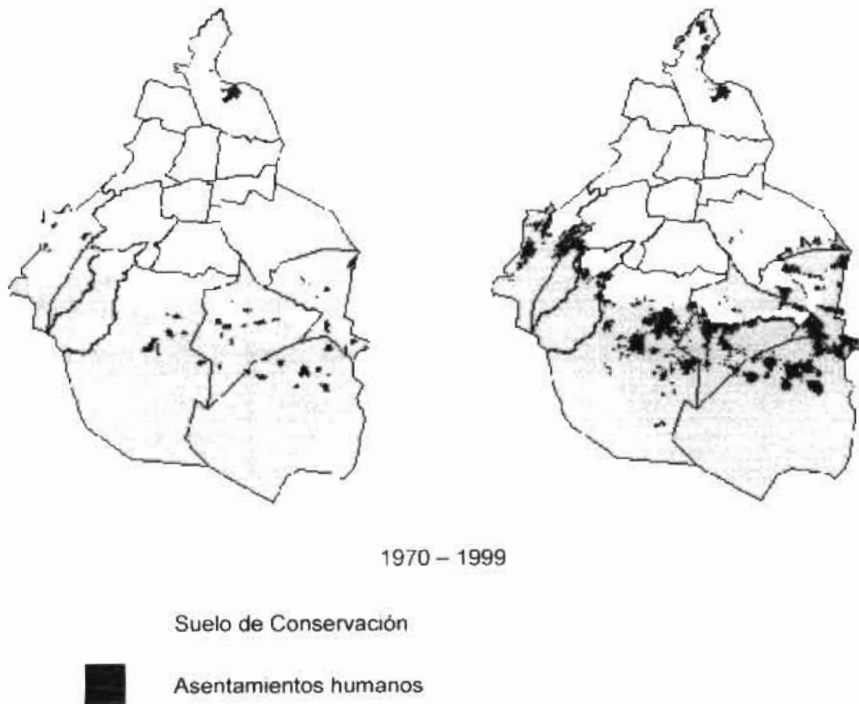 1970 – 1999
Suelo de Conservación
Asentamientos humanos